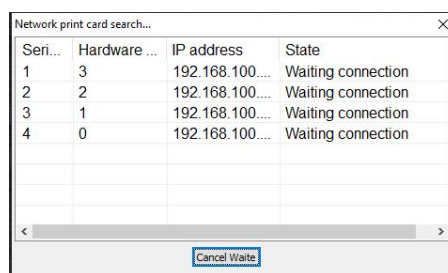 Network print card search...
Seri... Hardware ... IP address State
1 3 192.168.100.... Waiting connection
2 2 192.168.100.... Waiting connection
3 1 192.168.100.... Waiting connection
4 0 192.168.100.... Waiting connection
Cancel Waite